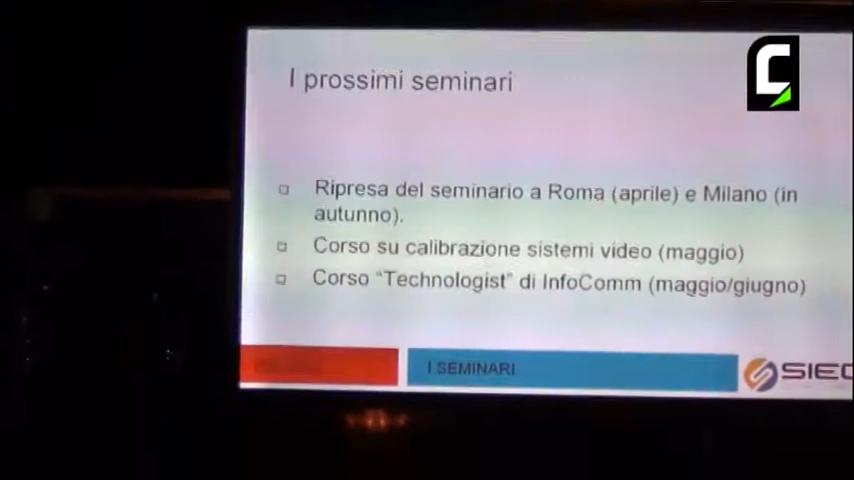 I prossimi seminari
Ripresa del seminario a Roma (aprile) e Milano (in
autunno).
Corso su calibrazione sistemi video (maggio)
Corso “Technologist” di InfoComm (maggio/giugno)
I SEMINARI